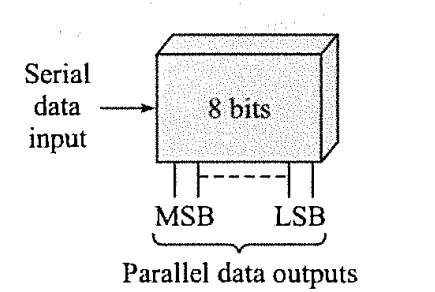 Serial
data
input
8 bits
MSB LSB
Parallel data outputs